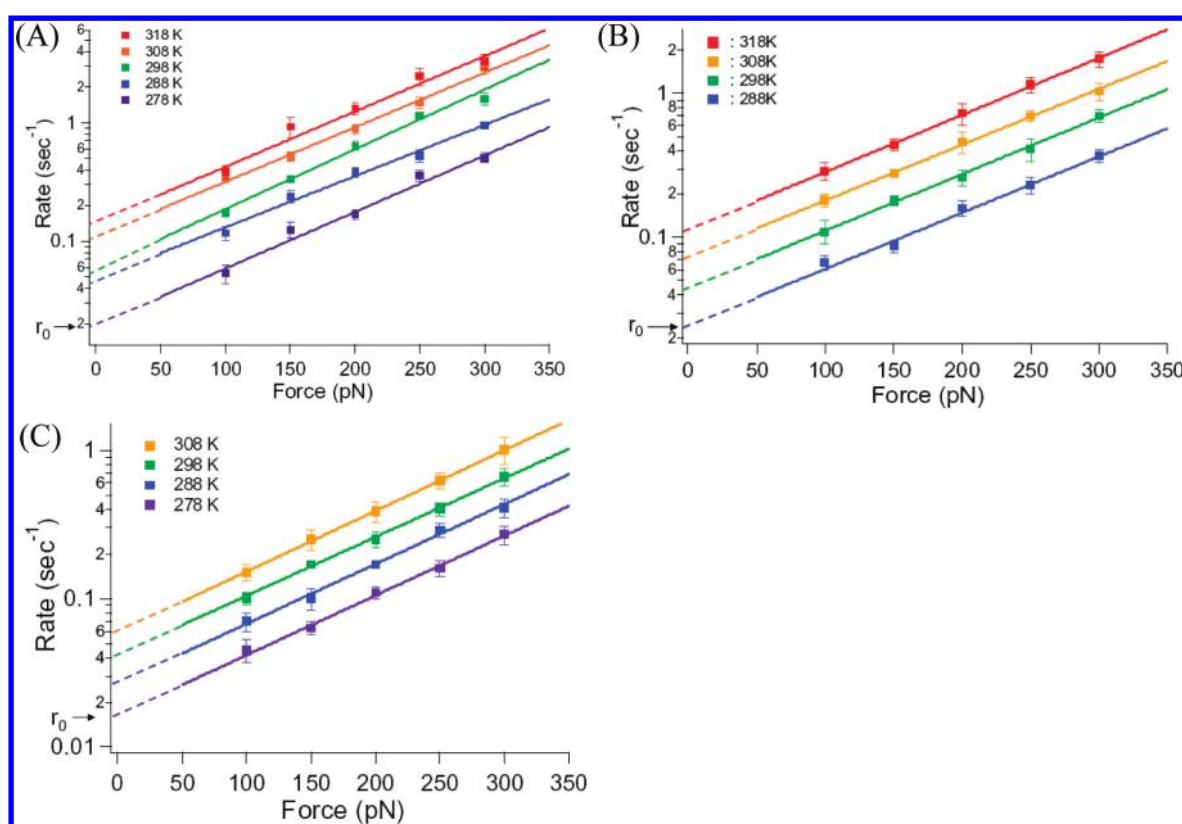 (A)
318 K
308 K
298 K
288 K
278 K
6
4
2
1
8
6
4
2
0.1
8
6
4
2
r0
Rate (sec-1)
0 50 100 150 200 250 300 350
Force (pN)
(B)
: 318K
: 308K
: 298K
: 288K
2
1
8
6
4
2
0.1
8
6
4
2
r0
Rate (sec-1)
0 50 100 150 200 250 300 350
Force (pN)
(C)
308 K
298 K
288 K
278 K
1
6
4
2
0.1
6
4
2
0.01
r0
Rate (sec-1)
0 50 100 150 200 250 300 350
Force (pN)